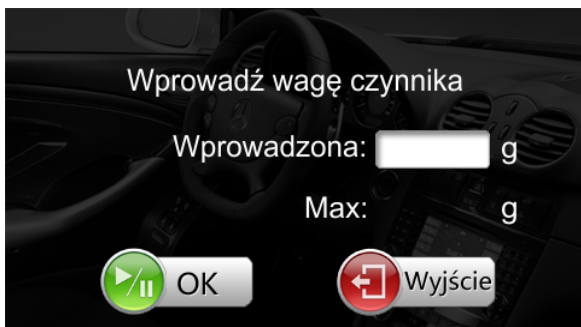 Wprowadź wagę czynnika
Wprowadzona: g
Max: g
OK Wyjście